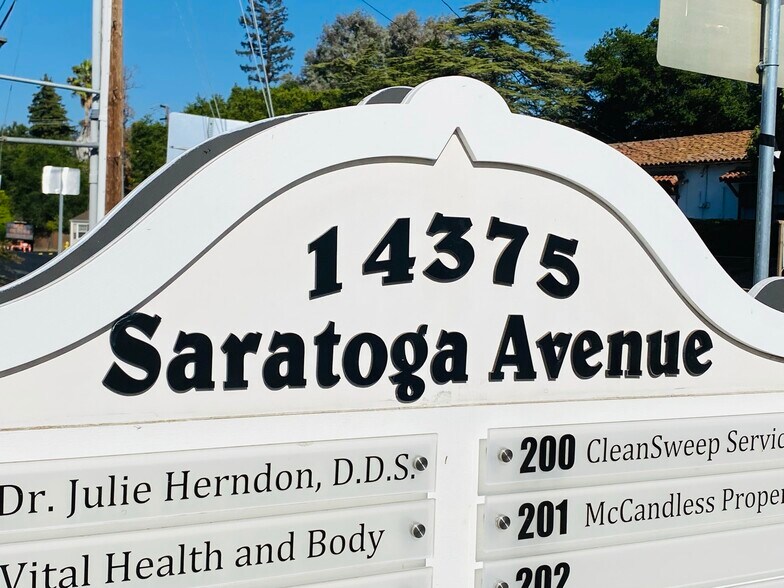 14375
Saratoga Avenue
Dr. Julie Herndon, D.D.S.
Vital Health and Body
200 CleanSweep Servic
201 McCandless Proper
202